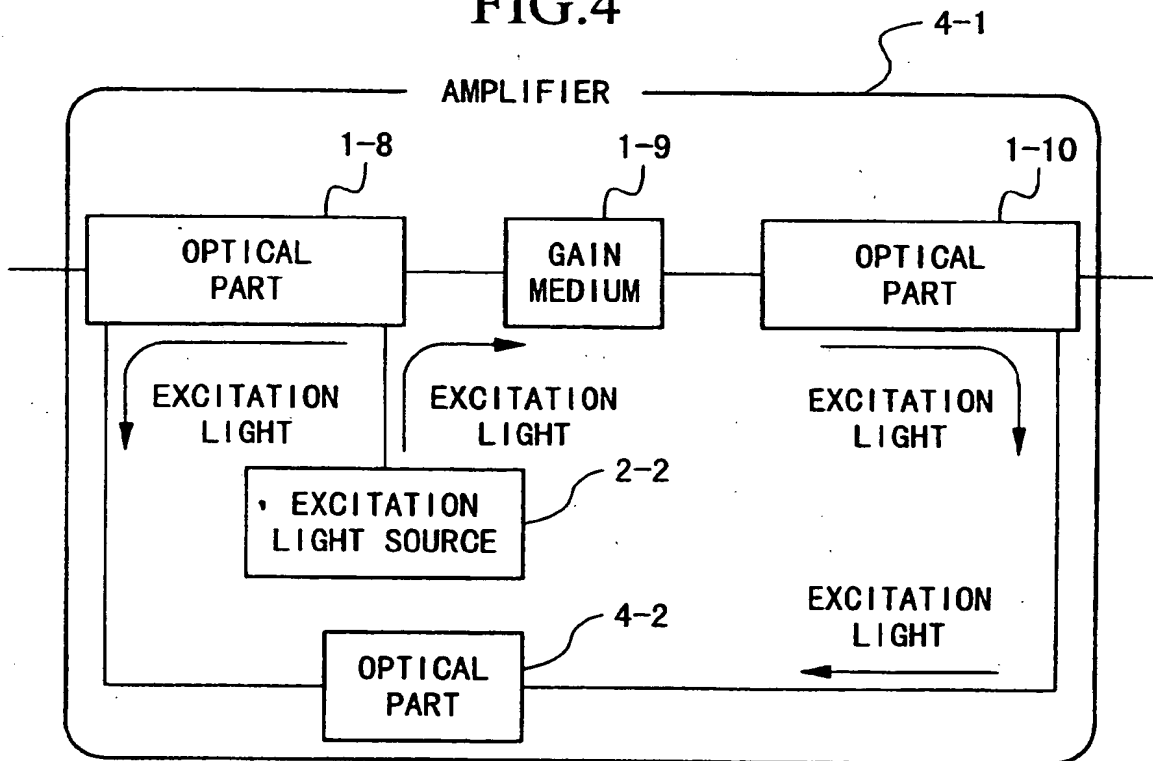 FIG.4
4-1
AMPLIFIER
1-8
1-9
1-10
OPTICAL
PART
GAIN
MEDIUM
OPTICAL
PART
EXCITATION
LIGHT
EXCITATION
LIGHT
EXCITATION
LIGHT
2-2
EXCITATION
LIGHT SOURCE
4-2
EXCITATION
LIGHT
OPTICAL
PART